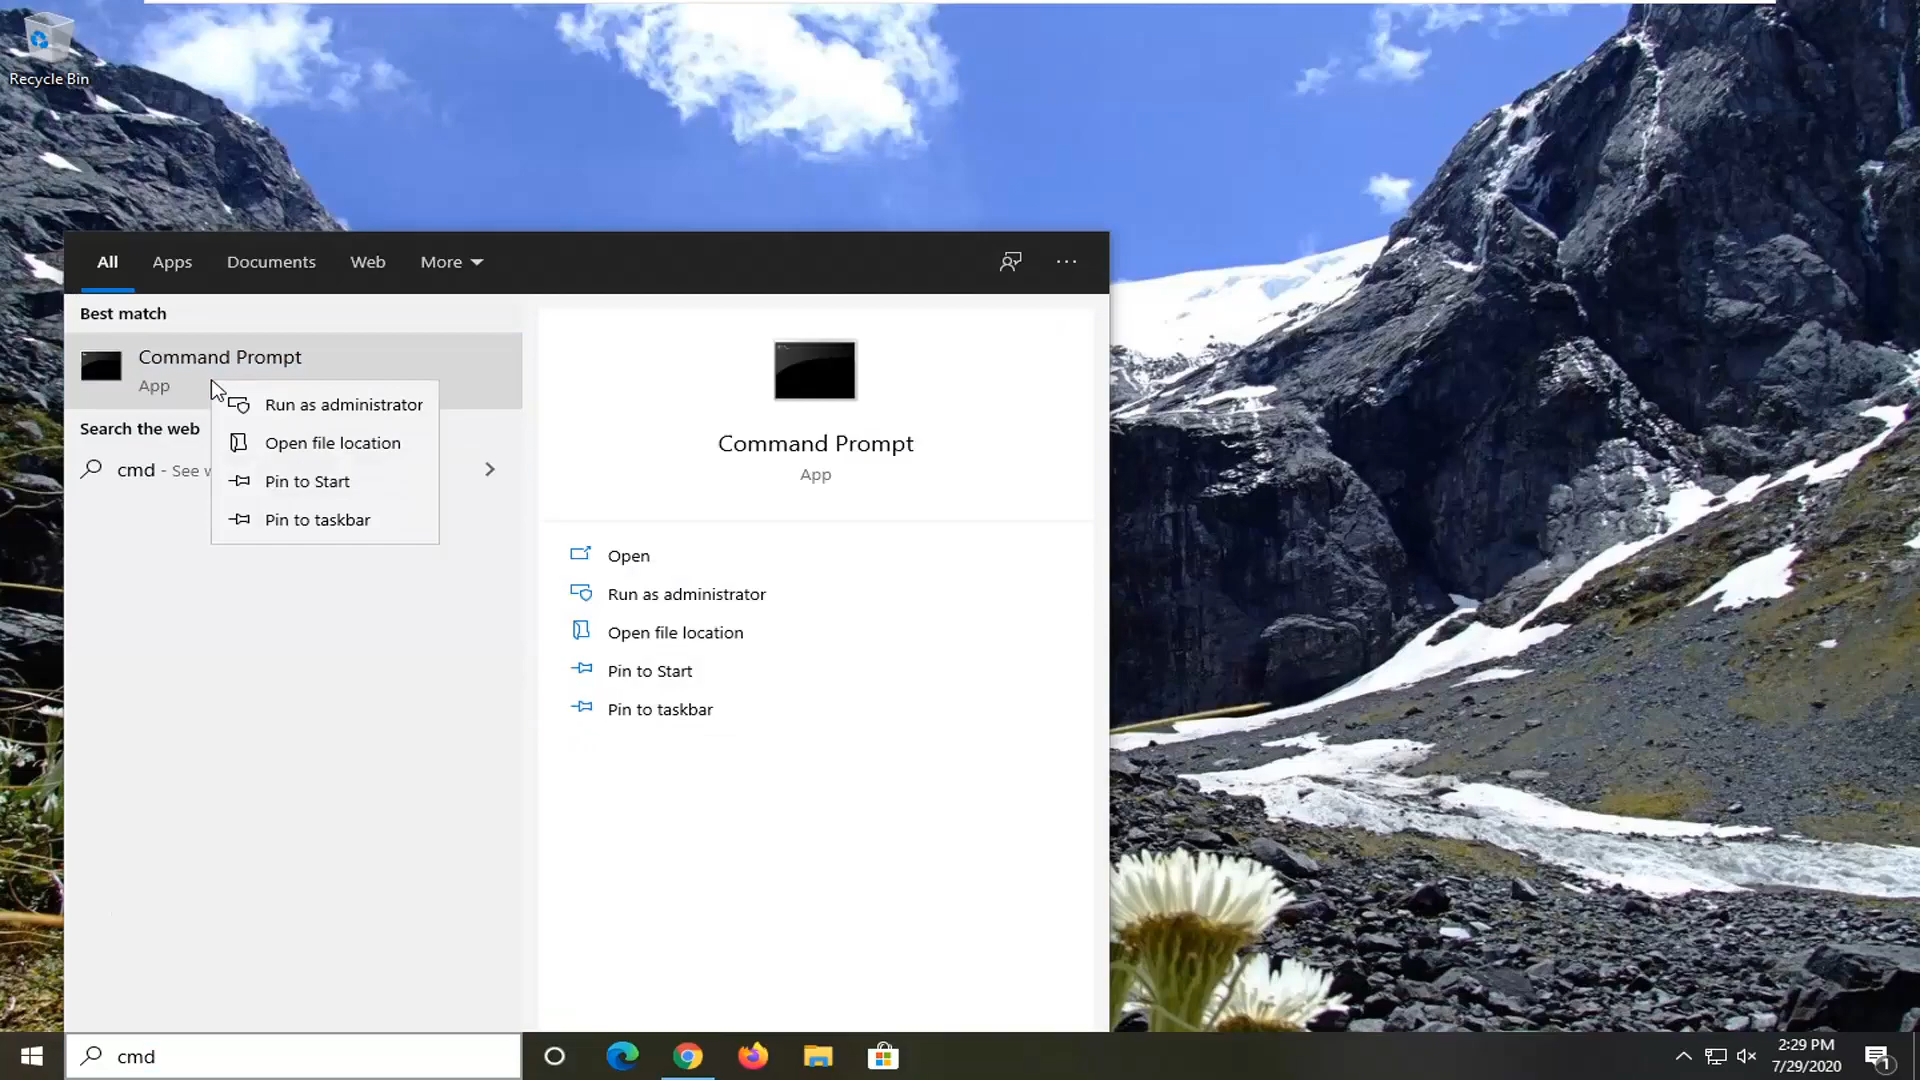 Recycle Bin
All
Apps
Documents
Web
More
Best match
Command Prompt
App
Run as administrator
Open file location
Pin to Start
Pin to taskbar
Search the web
cmd - See
Command Prompt
App
Open
Run as administrator
Open file location
Pin to Start
Pin to taskbar
cmd
2:29 PM
7/29/2020
1